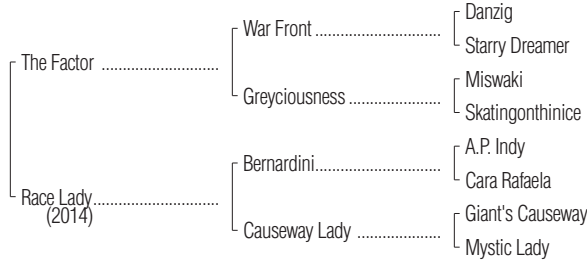 Danzig
War Front
Starry Dreamer
The Factor
Miswaki
Greyciousness
Skatingonthinice
A.P. Indy
Bernardini
Cara Rafaela
Race Lady
(2014)
Giant's Causeway
Causeway Lady
Mystic Lady